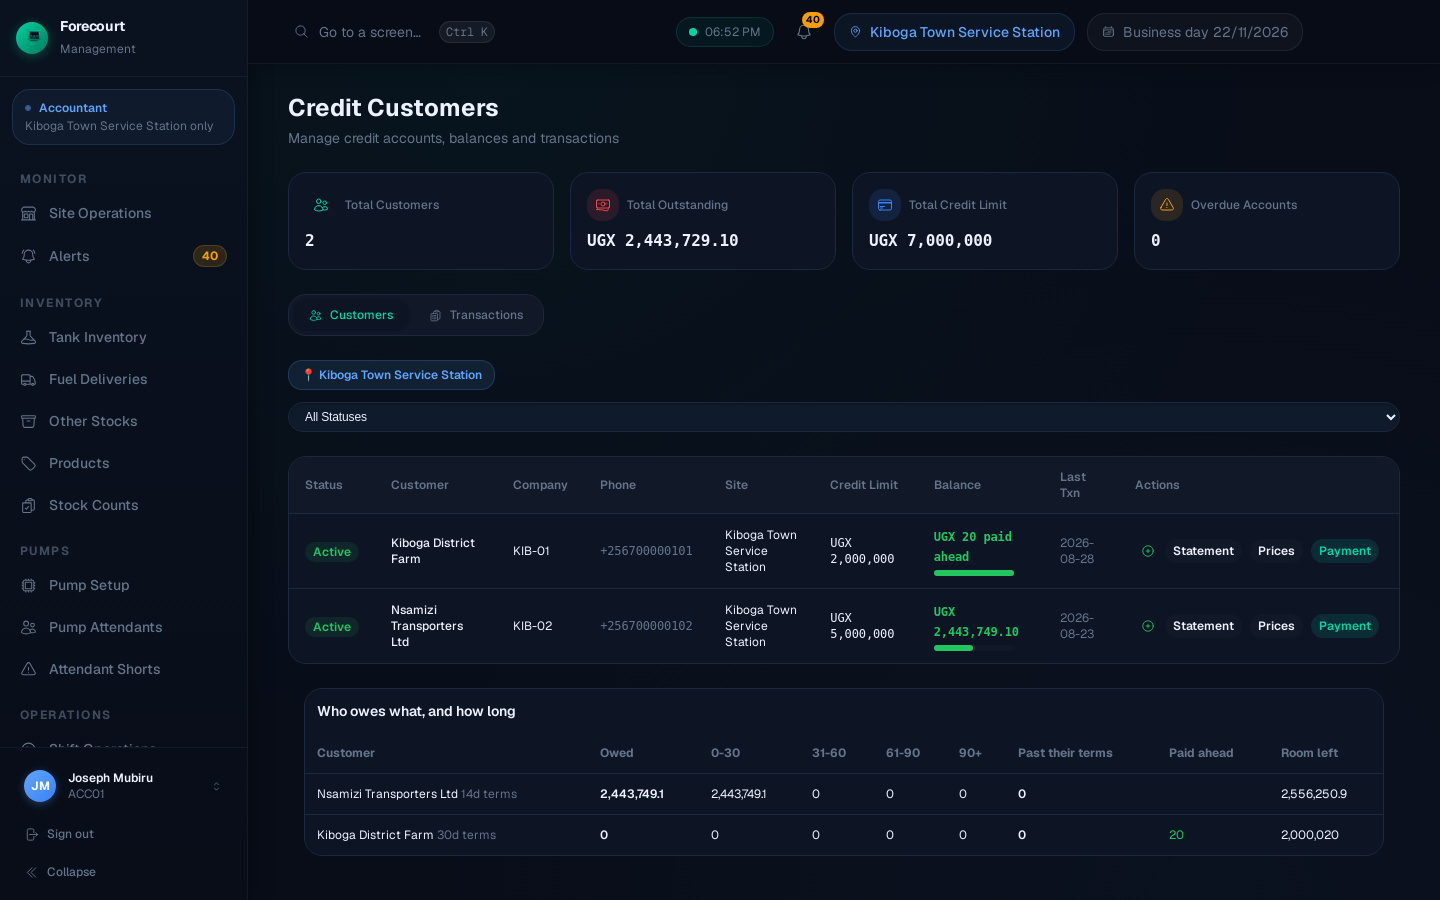 Forecourt
Management
Go to a screen...
Ctrl K
06:52 PM
40
Kiboga Town Service Station
Business day 22/11/2026
Accountant
Kiboga Town Service Station only
MONITOR
Site Operations
Alerts
40
INVENTORY
Tank Inventory
Fuel Deliveries
Other Stocks
Products
Stock Counts
PUMPS
Pump Setup
Pump Attendants
Attendant Shorts
OPERATIONS
Shift Operations
JM
Joseph Mubiru
ACC01
Sign out
Collapse
Credit Customers
Manage credit accounts, balances and transactions
Total Customers
2
Total Outstanding
UGX 2,443,729.10
Total Credit Limit
UGX 7,000,000
Overdue Accounts
0
Customers
Transactions
Kiboga Town Service Station
All Statuses
Status Customer Company Phone Site Credit Limit Balance Last Txn Actions
Active Kiboga District Farm KIB-01 +256700000101 Kiboga Town Service Station UGX 2,000,000 UGX 20 paid ahead 2026-08-28 Statement Prices Payment
Active Nsamizi Transporters Ltd KIB-02 +256700000102 Kiboga Town Service Station UGX 5,000,000 UGX 2,443,749.10 2026-08-23 Statement Prices Payment
Who owes what, and how long
Customer Owed 0-30 31-60 61-90 90+ Past their terms Paid ahead Room left
Nsamizi Transporters Ltd 14d terms 2,443,749.1 2,443,749.1 0 0 0 0 2,556,250.9
Kiboga District Farm 30d terms 0 0 0 0 0 0 20 2,000,020